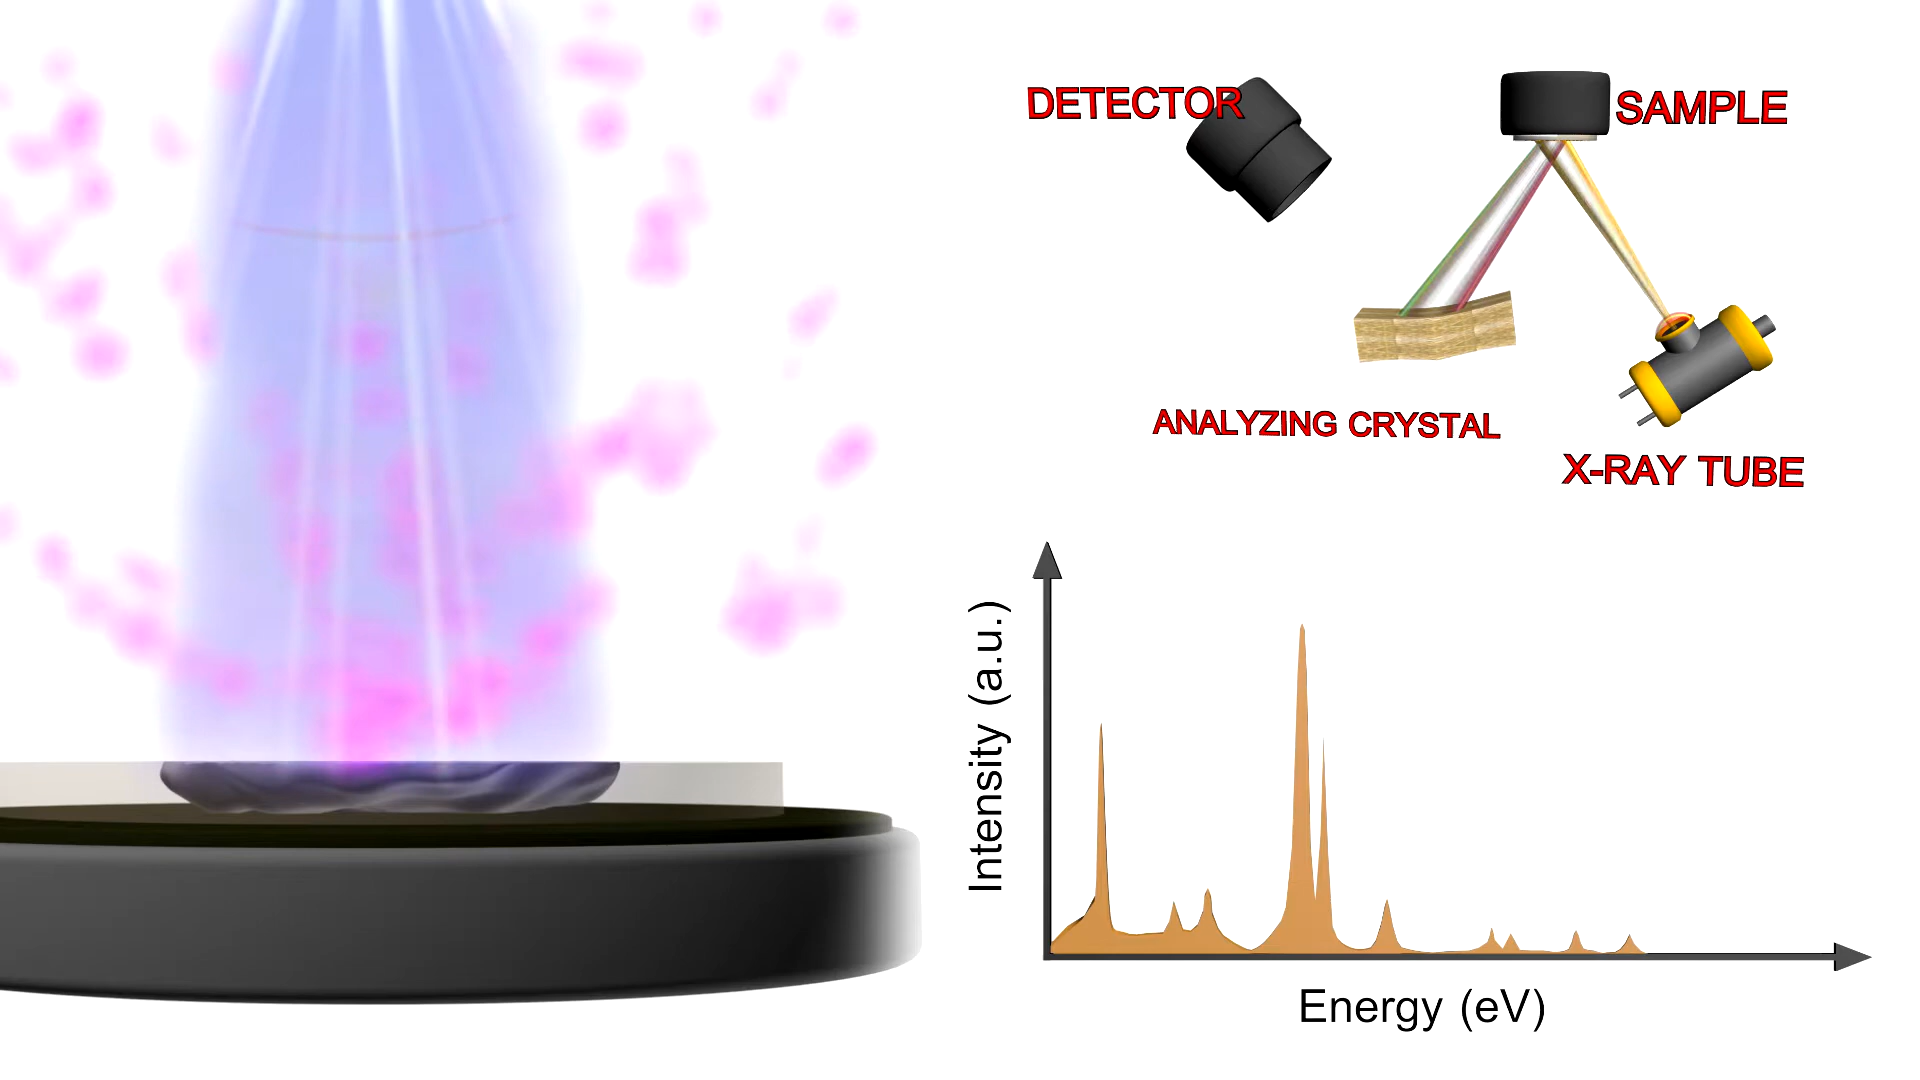 DETECTOR
SAMPLE
ANALYZING CRYSTAL
X-RAY TUBE
Intensity (a.u.)
Energy (eV)